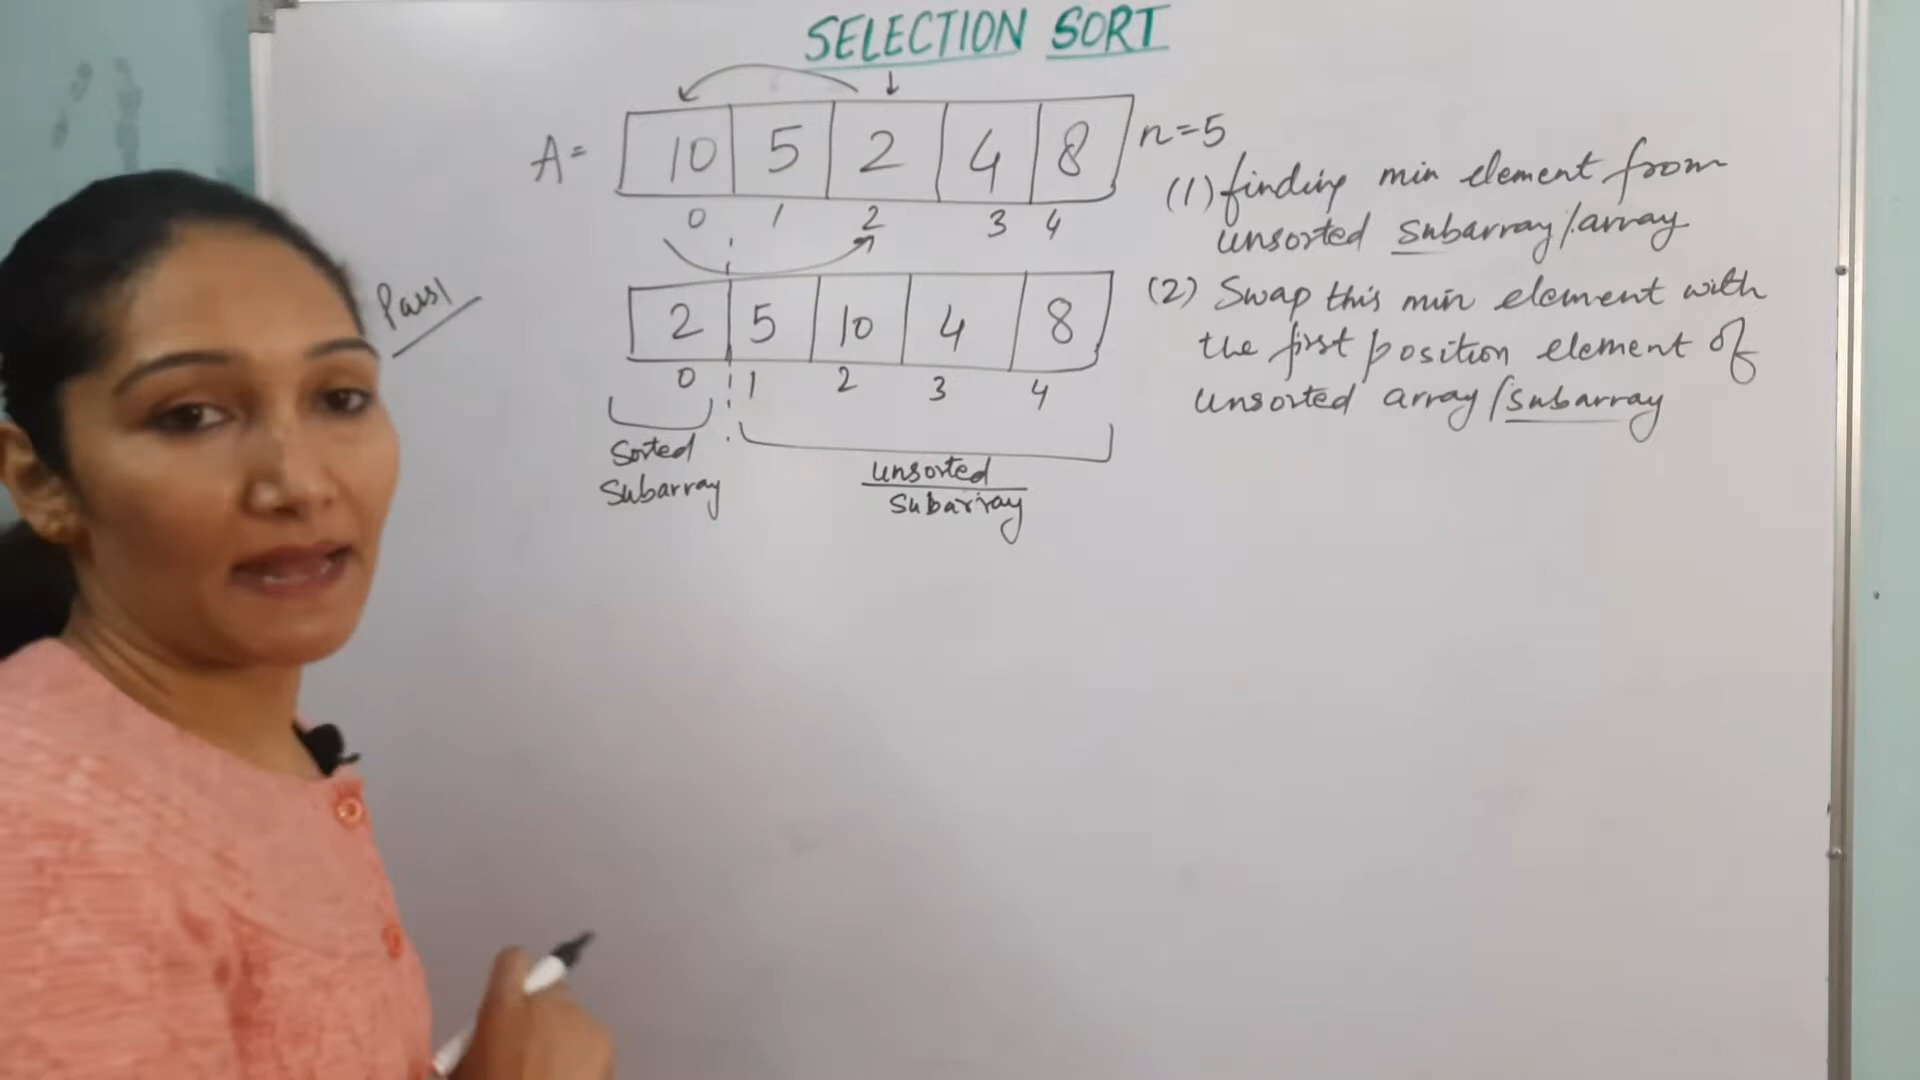 SELECTION SORT
A= 10 5 2 4 8 n=5
0 1 2 3 4
(1) finding min element from
unsorted subarray/array
Pass1
2 5 10 4 8
0 1 2 3 4
(2) Swap this min element with
the first position element of
unsorted array/subarray
Sorted
Subarray
unsorted
Subarray